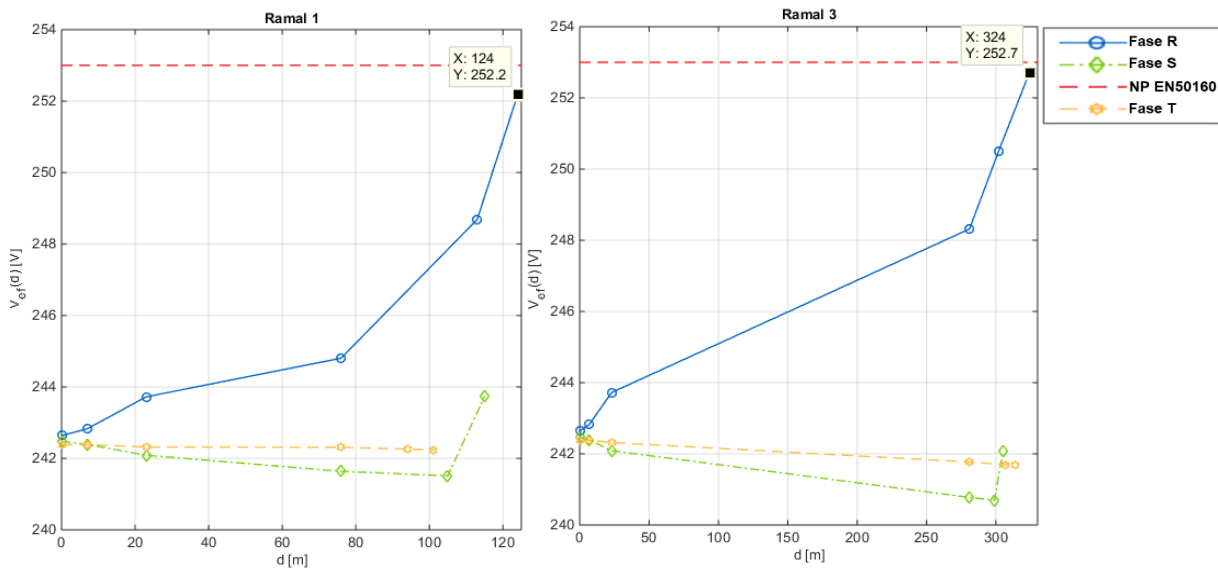 Ramal 1
254
252
250
248
246
244
242
240
V_ef(d) [V]
0
20
40
60
80
100
120
d [m]
X: 124
Y: 252.2
Ramal 3
254
252
250
248
246
244
242
240
V_ef(d) [V]
0
50
100
150
200
250
300
d [m]
X: 324
Y: 252.7
Fase R
Fase S
NP EN50160
Fase T